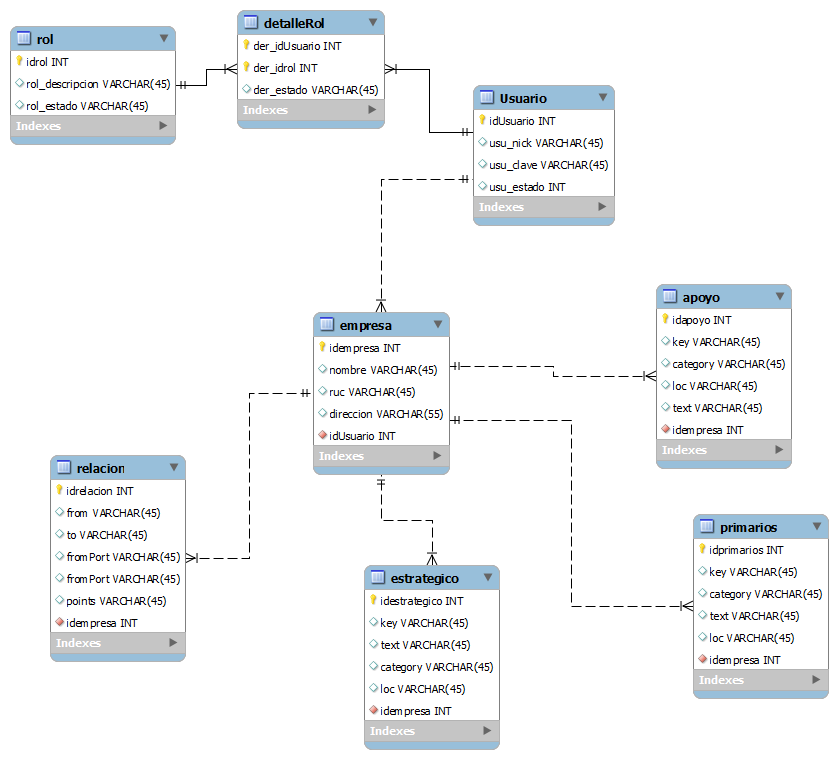 rol
idrol INT
rol_descripcion VARCHAR(45)
rol_estado VARCHAR(45)
Indexes
detalleRol
der_idUsuario INT
der_idrol INT
der_estado VARCHAR(45)
Indexes
Usuario
idUsuario INT
usu_nick VARCHAR(45)
usu_clave VARCHAR(45)
usu_estado INT
Indexes
empresa
idempresa INT
nombre VARCHAR(45)
ruc VARCHAR(45)
direccion VARCHAR(55)
idUsuario INT
Indexes
apoyo
idapoyo INT
key VARCHAR(45)
category VARCHAR(45)
loc VARCHAR(45)
text VARCHAR(45)
idempresa INT
Indexes
relacion
idrelacion INT
from VARCHAR(45)
to VARCHAR(45)
fromPort VARCHAR(45)
fromPort VARCHAR(45)
points VARCHAR(45)
idempresa INT
Indexes
estrategico
idestrategico INT
key VARCHAR(45)
text VARCHAR(45)
category VARCHAR(45)
loc VARCHAR(45)
idempresa INT
Indexes
primarios
idprimarios INT
key VARCHAR(45)
category VARCHAR(45)
text VARCHAR(45)
loc VARCHAR(45)
idempresa INT
Indexes